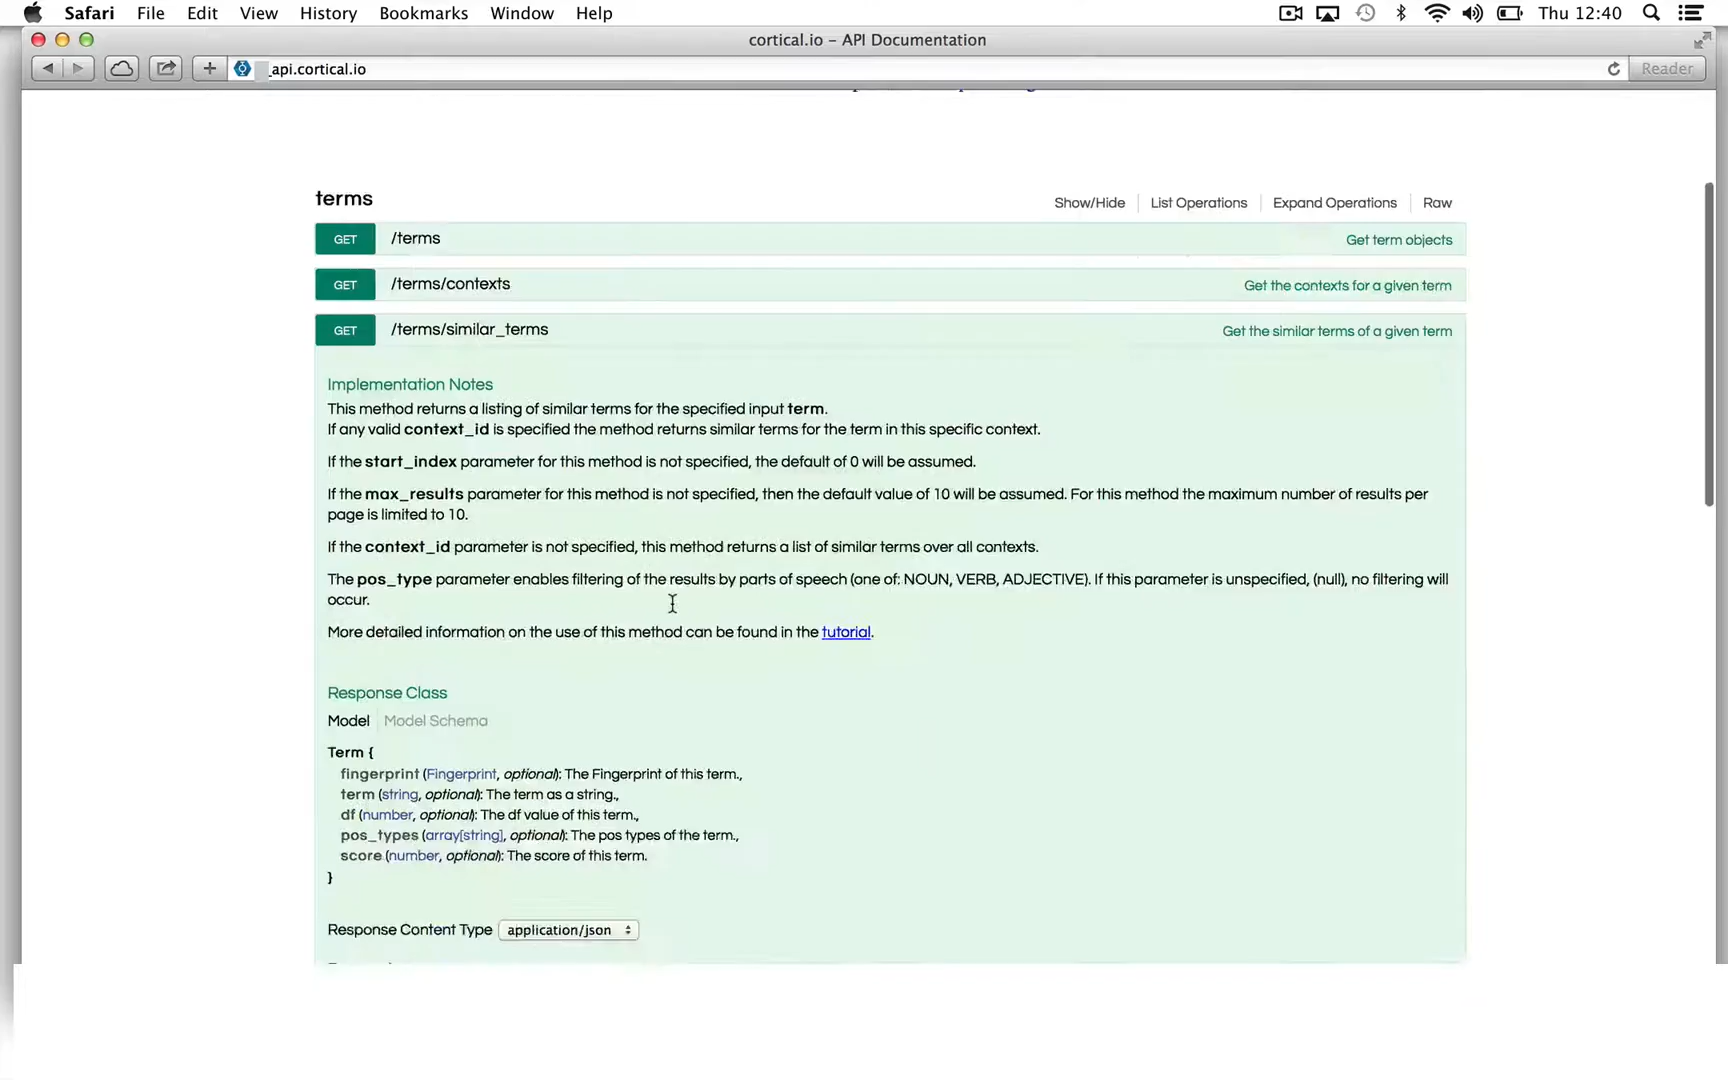 Safari File Edit View History Bookmarks Window Help Thu 12:40
cortical.io – API Documentation
api.cortical.io Reader
terms Show/Hide List Operations Expand Operations Raw
GET /terms Get term objects
GET /terms/contexts Get the contexts for a given term
GET /terms/similar_terms Get the similar terms of a given term
Implementation Notes
This method returns a listing of similar terms for the specified input term.
If any valid context_id is specified the method returns similar terms for the term in this specific context.
If the start_index parameter for this method is not specified, the default of 0 will be assumed.
If the max_results parameter for this method is not specified, then the default value of 10 will be assumed. For this method the maximum number of results per
page is limited to 10.
If the context_id parameter is not specified, this method returns a list of similar terms over all contexts.
The pos_type parameter enables filtering of the results by parts of speech (one of: NOUN, VERB, ADJECTIVE). If this parameter is unspecified, (null), no filtering will
occur.
More detailed information on the use of this method can be found in the tutorial.
Response Class
Model Model Schema
Term {
fingerprint (Fingerprint, optional): The Fingerprint of this term.,
term (string, optional): The term as a string.,
df (number, optional): The df value of this term.,
pos_types (array[string], optional): The pos types of the term.,
score (number, optional): The score of this term.
}
Response Content Type application/json